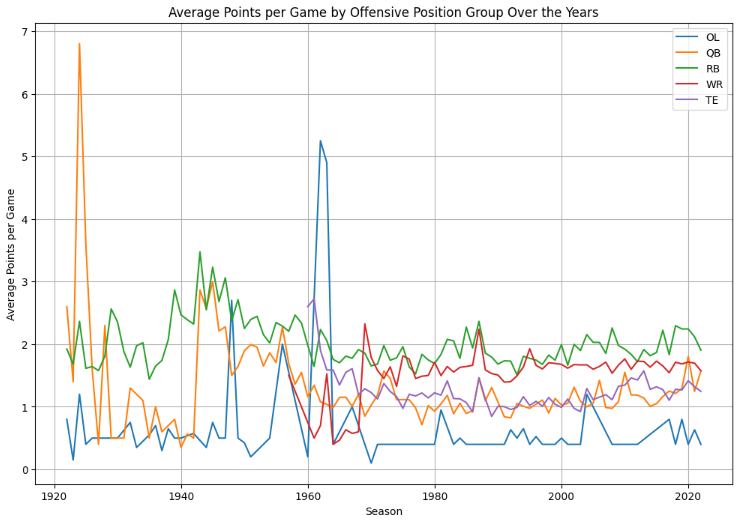 Average Points per Game by Offensive Position Group Over the Years
OL
QB
RB
WR
TE
7
6
5
4
3
2
1
0
Average Points per Game
1920
1940
1960
1980
2000
2020
Season